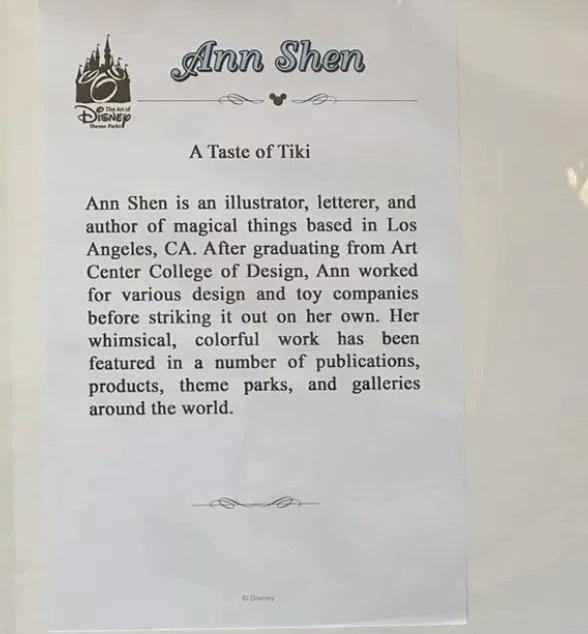 Ann Shen
The Art of
Disney
Theme Parks
A Taste of Tiki
Ann Shen is an illustrator, letterer, and
author of magical things based in Los
Angeles, CA. After graduating from Art
Center College of Design, Ann worked
for various design and toy companies
before striking it out on her own. Her
whimsical, colorful work has been
featured in a number of publications,
products, theme parks, and galleries
around the world.
© Disney